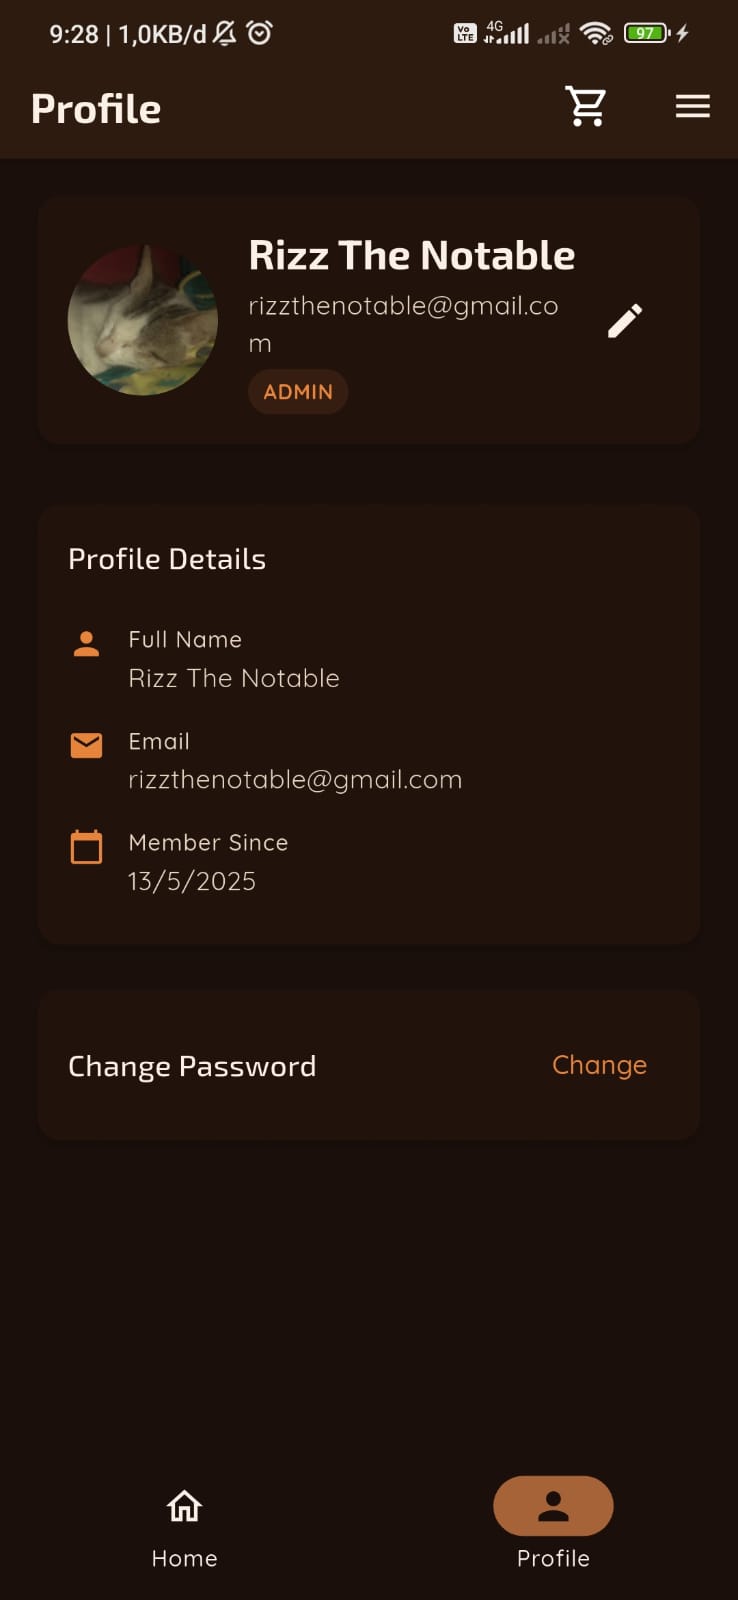 9:28 | 1,0KB/d
Vo LTE 4G 97
Profile
Rizz The Notable
rizzthenotable@gmail.co
m
ADMIN
Profile Details
Full Name
Rizz The Notable
Email
rizzthenotable@gmail.com
Member Since
13/5/2025
Change Password Change
Home Profile